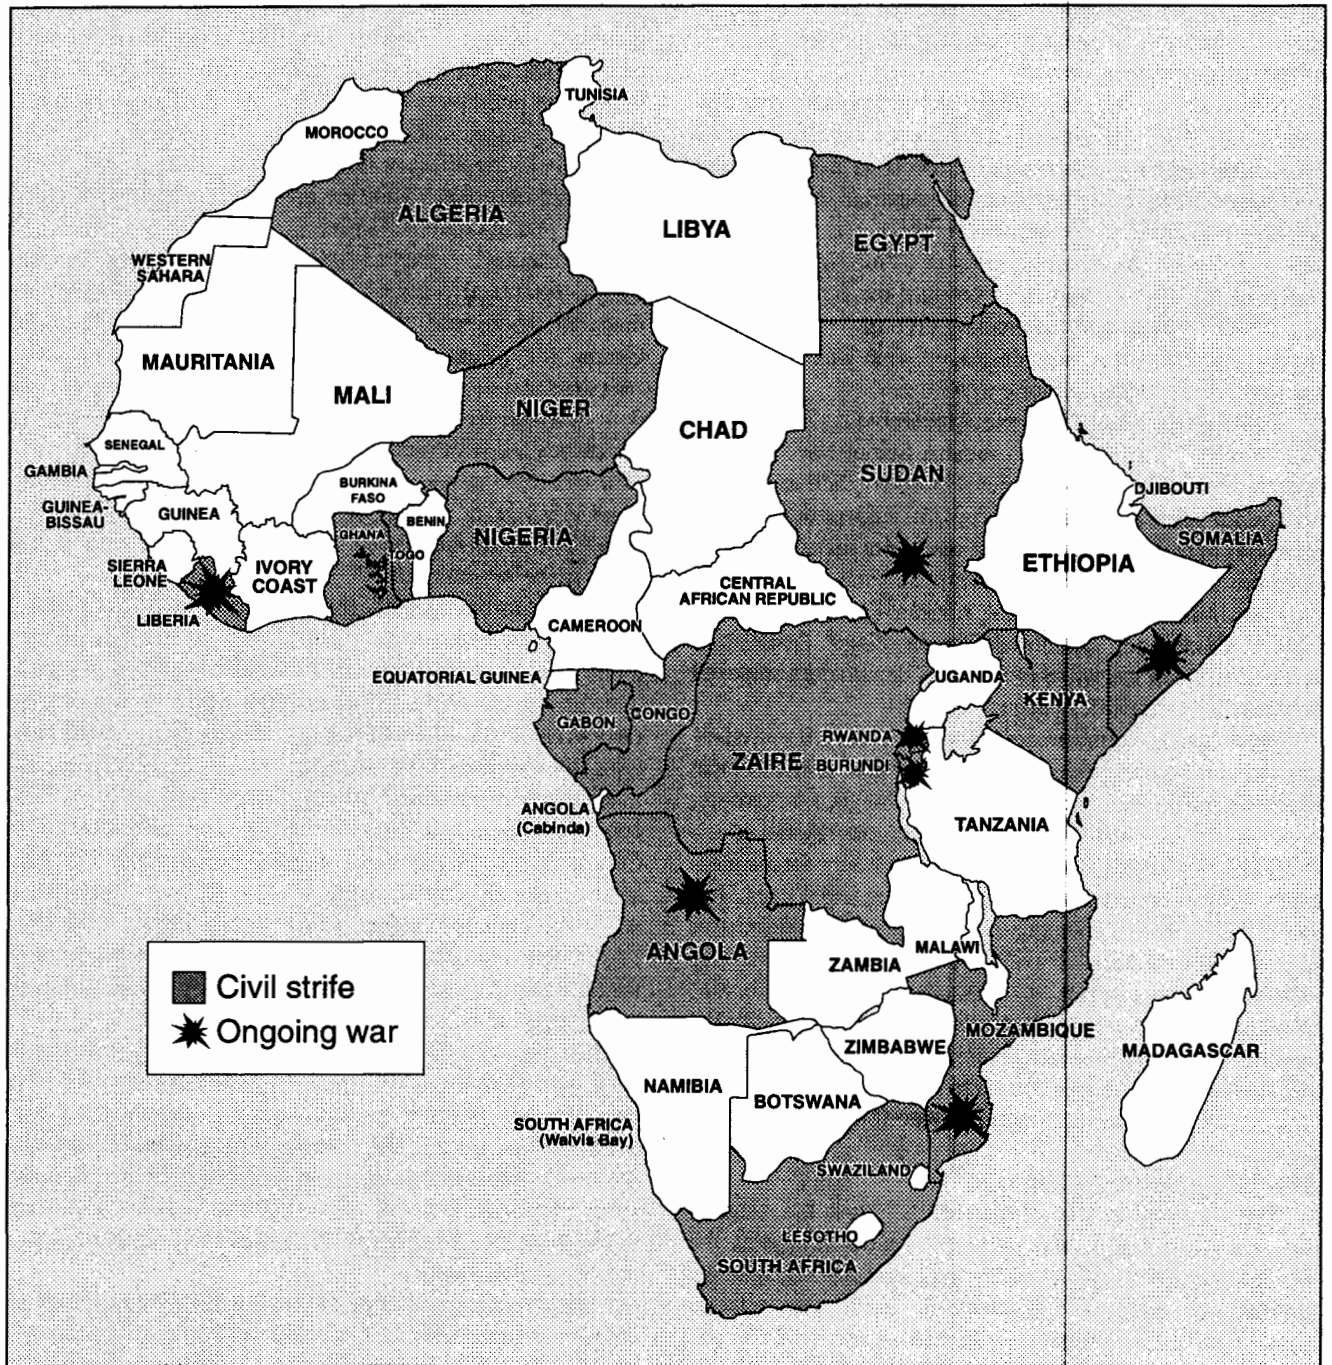 TUNISIA
MOROCCO
ALGERIA
LIBYA
EGYPT
WESTERN
SAHARA
MAURITANIA
MALI
NIGER
CHAD
SUDAN
SENEGAL
GAMBIA
BURKINA
FASO
DJIBOUTI
GUINEA-
BISSAU
GUINEA
BENIN
GHANA
TOGO
NIGERIA
SOMALIA
SIERRA
LEONE
IVORY
COAST
ETHIOPIA
CENTRAL
AFRICAN REPUBLIC
LIBERIA
CAMEROON
EQUATORIAL GUINEA
UGANDA
KENYA
GABON
CONGO
RWANDA
ZAIRE
BURUNDI
ANGOLA
(Cabinda)
TANZANIA
ANGOLA
MALAWI
ZAMBIA
Civil strife
Ongoing war
MOZAMBIQUE
ZIMBABWE
MADAGASCAR
NAMIBIA
BOTSWANA
SOUTH AFRICA
(Walvis Bay)
SWAZILAND
LESOTHO
SOUTH AFRICA